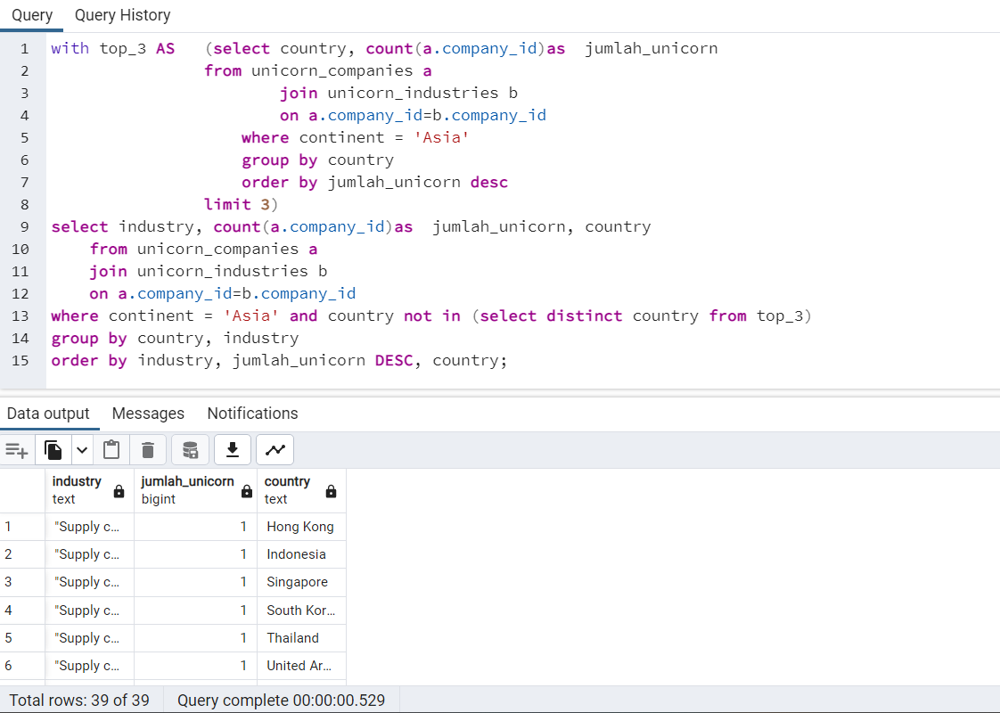 Query Query History
1 with top_3 AS (select country, count(a.company_id)as jumlah_unicorn
2 from unicorn_companies a
3 join unicorn_industries b
4 on a.company_id=b.company_id
5 where continent = 'Asia'
6 group by country
7 order by jumlah_unicorn desc
8 limit 3)
9 select industry, count(a.company_id)as jumlah_unicorn, country
10 from unicorn_companies a
11 join unicorn_industries b
12 on a.company_id=b.company_id
13 where continent = 'Asia' and country not in (select distinct country from top_3)
14 group by country, industry
15 order by industry, jumlah_unicorn DESC, country;
Data output Messages Notifications
industry jumlah_unicorn country
text bigint text
1 "Supply c... 1 Hong Kong
2 "Supply c... 1 Indonesia
3 "Supply c... 1 Singapore
4 "Supply c... 1 South Kor...
5 "Supply c... 1 Thailand
6 "Supply c... 1 United Ar...
Total rows: 39 of 39 Query complete 00:00:00.529